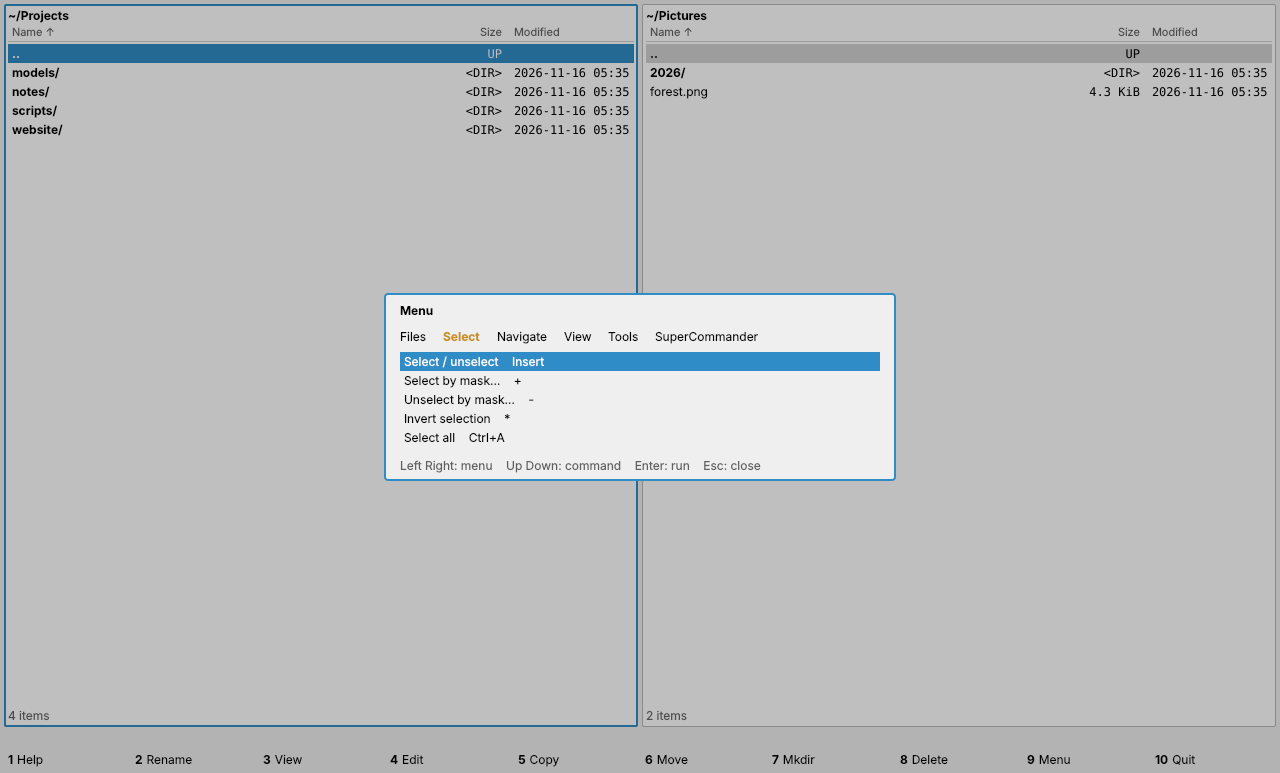 ~/Projects
Name ↑ Size Modified
.. UP
models/ <DIR> 2026-11-16 05:35
notes/ <DIR> 2026-11-16 05:35
scripts/ <DIR> 2026-11-16 05:35
website/ <DIR> 2026-11-16 05:35
4 items
~/Pictures
Name ↑ Size Modified
.. UP
2026/ <DIR> 2026-11-16 05:35
forest.png 4.3 KiB 2026-11-16 05:35
2 items
Menu
Files Select Navigate View Tools SuperCommander
Select / unselect Insert
Select by mask... +
Unselect by mask... -
Invert selection *
Select all Ctrl+A
Left Right: menu Up Down: command Enter: run Esc: close
1 Help 2 Rename 3 View 4 Edit 5 Copy 6 Move 7 Mkdir 8 Delete 9 Menu 10 Quit